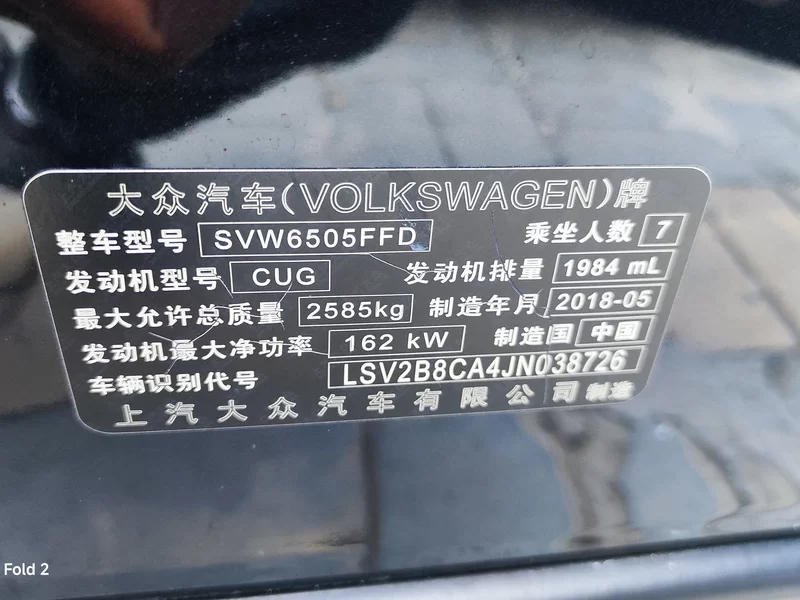 大众汽车(VOLKSWAGEN)牌
整车型号 SVW6505FFD 乘坐人数 7
发动机型号 CUG 发动机排量 1984 mL
最大允许总质量 2585kg 制造年月 2018-05
发动机最大净功率 162 kW 制造国 中国
车辆识别代号 LSV2B8CA4JN038726
上汽大众汽车有限公司 制造
Fold 2